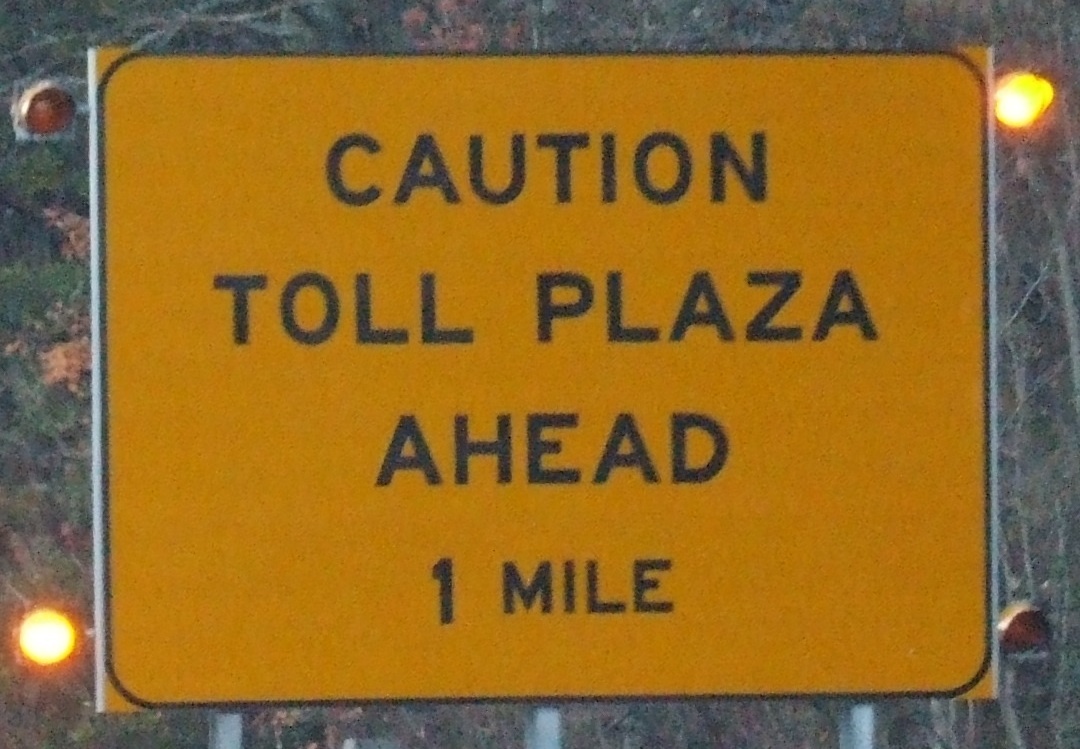 CAUTION
TOLL PLAZA
AHEAD
1 MILE